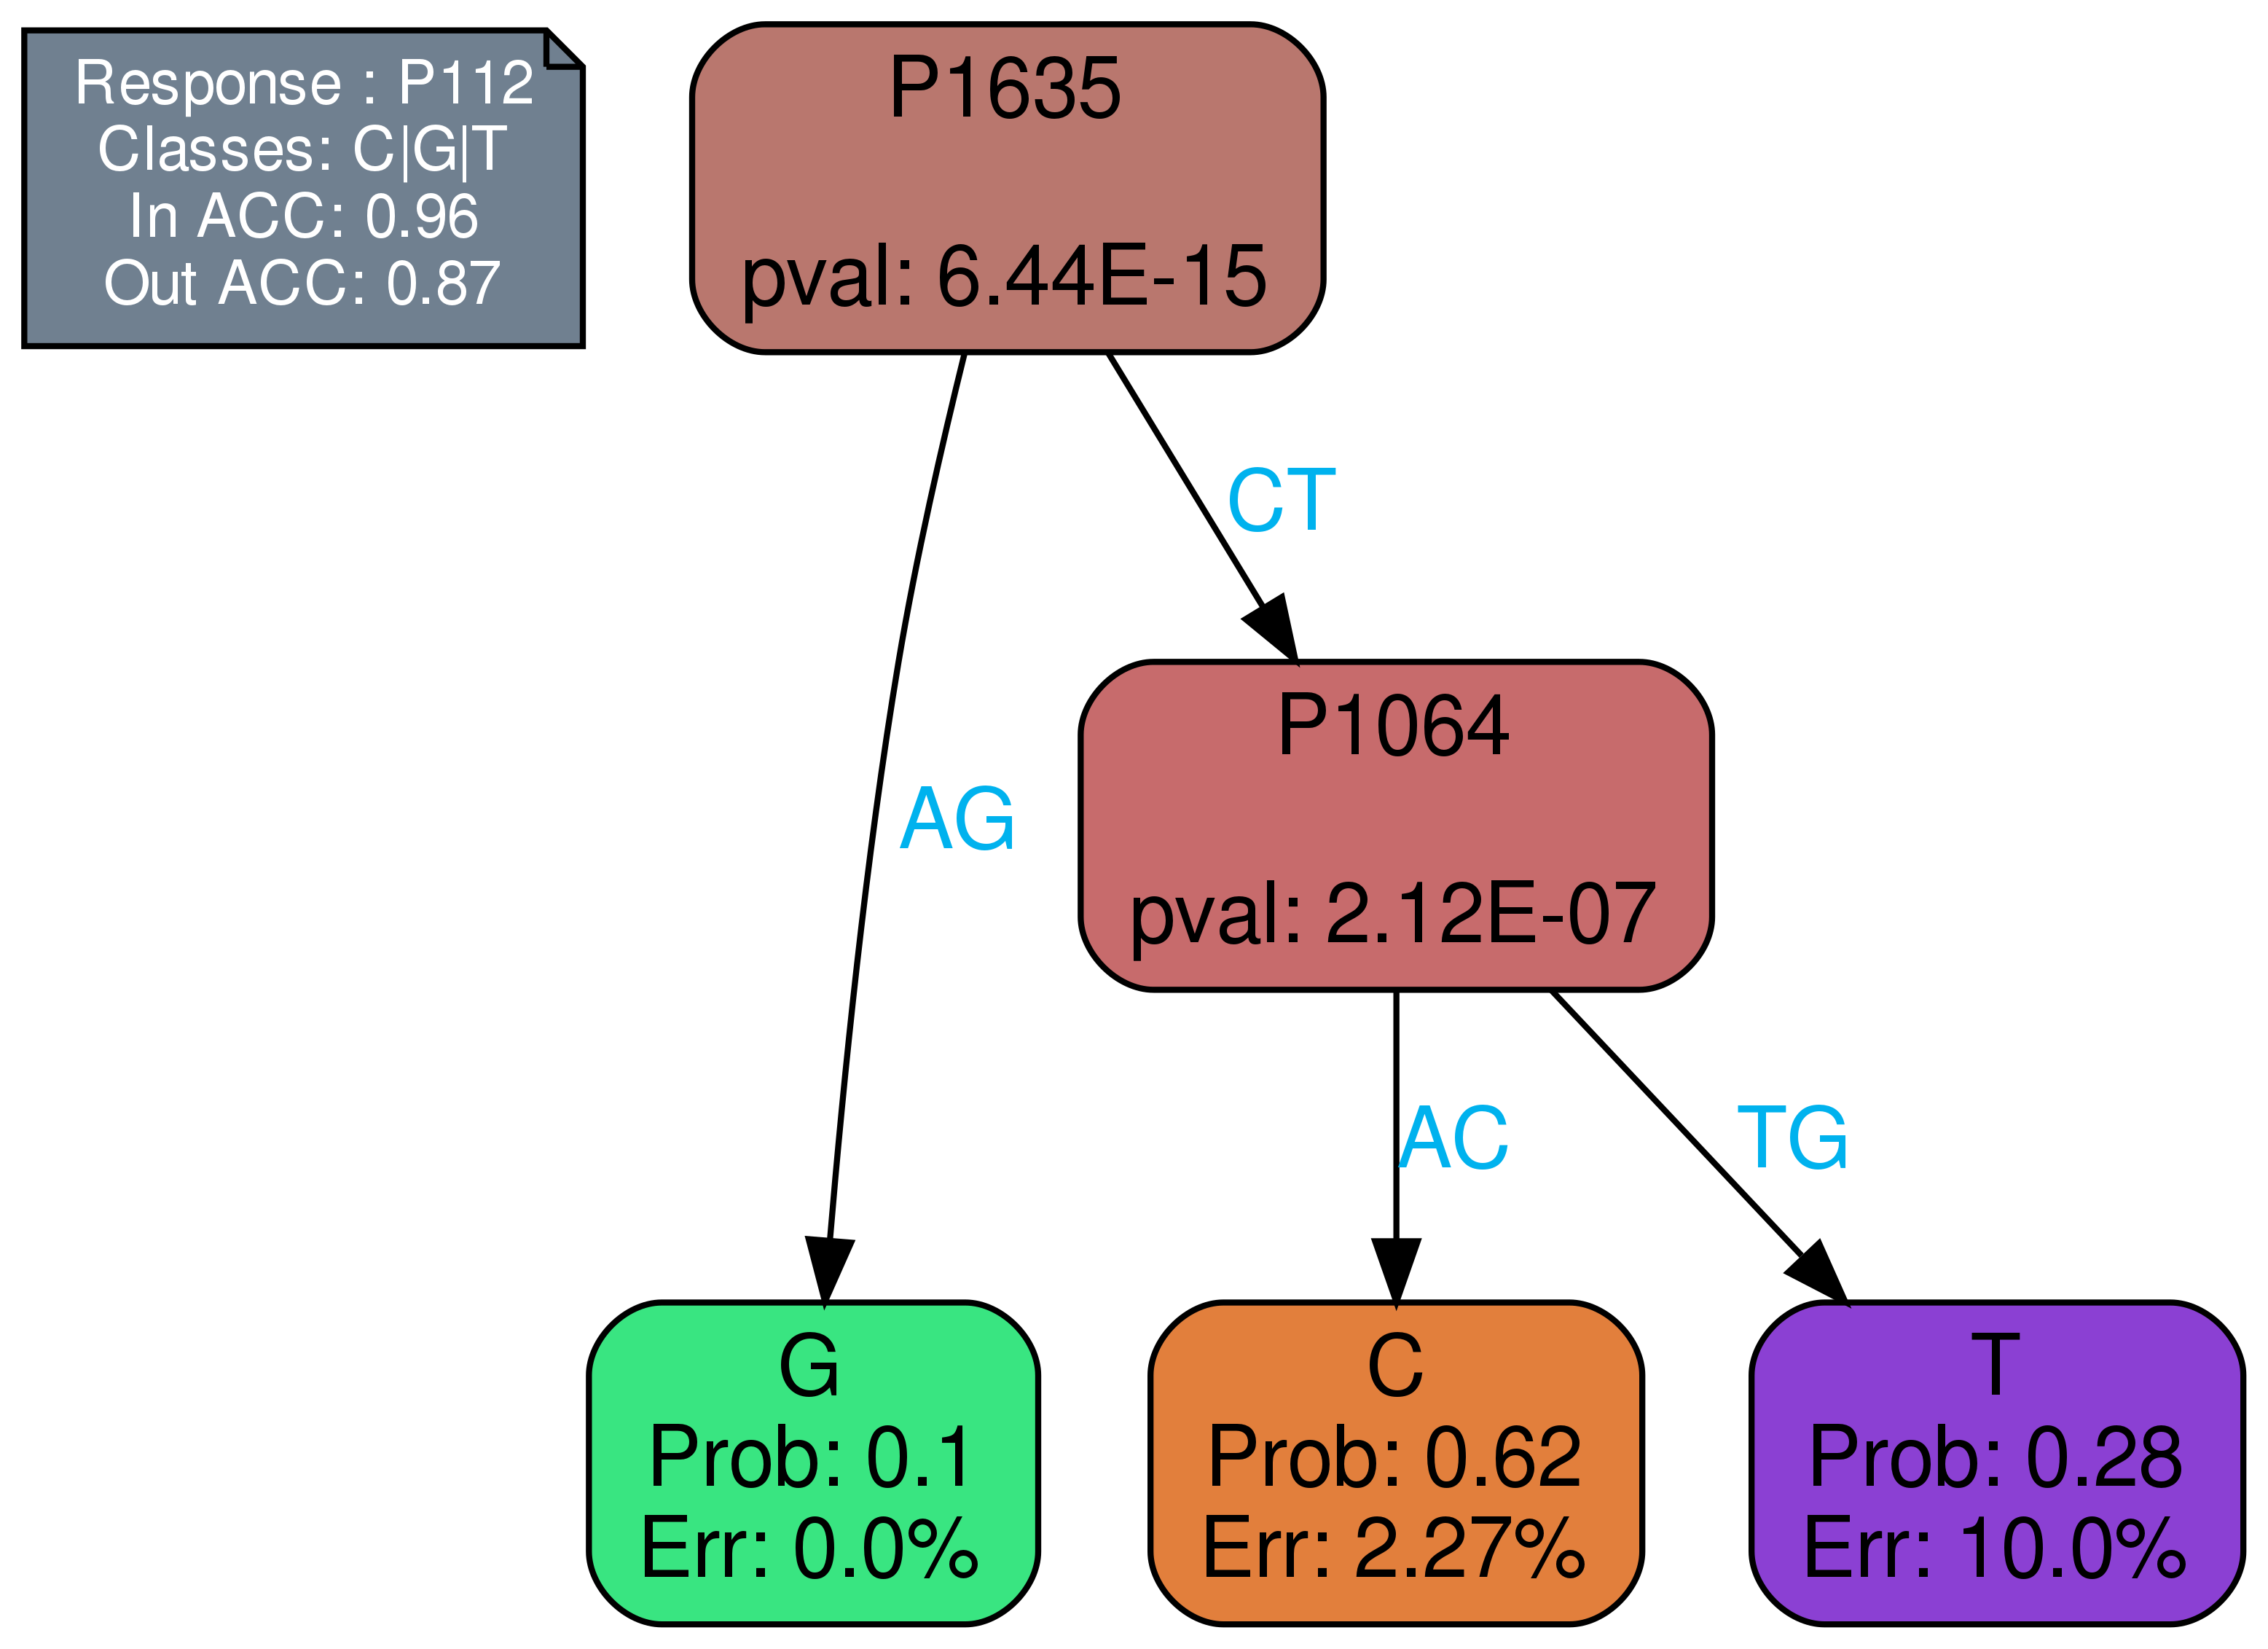 Response : P112
Classes: C|G|T
In ACC: 0.96
Out ACC: 0.87
P1635
pval: 6.44E-15
CT
P1064
pval: 2.12E-07
AG
AC
TG
G
Prob: 0.1
Err: 0.0%
C
Prob: 0.62
Err: 2.27%
T
Prob: 0.28
Err: 10.0%